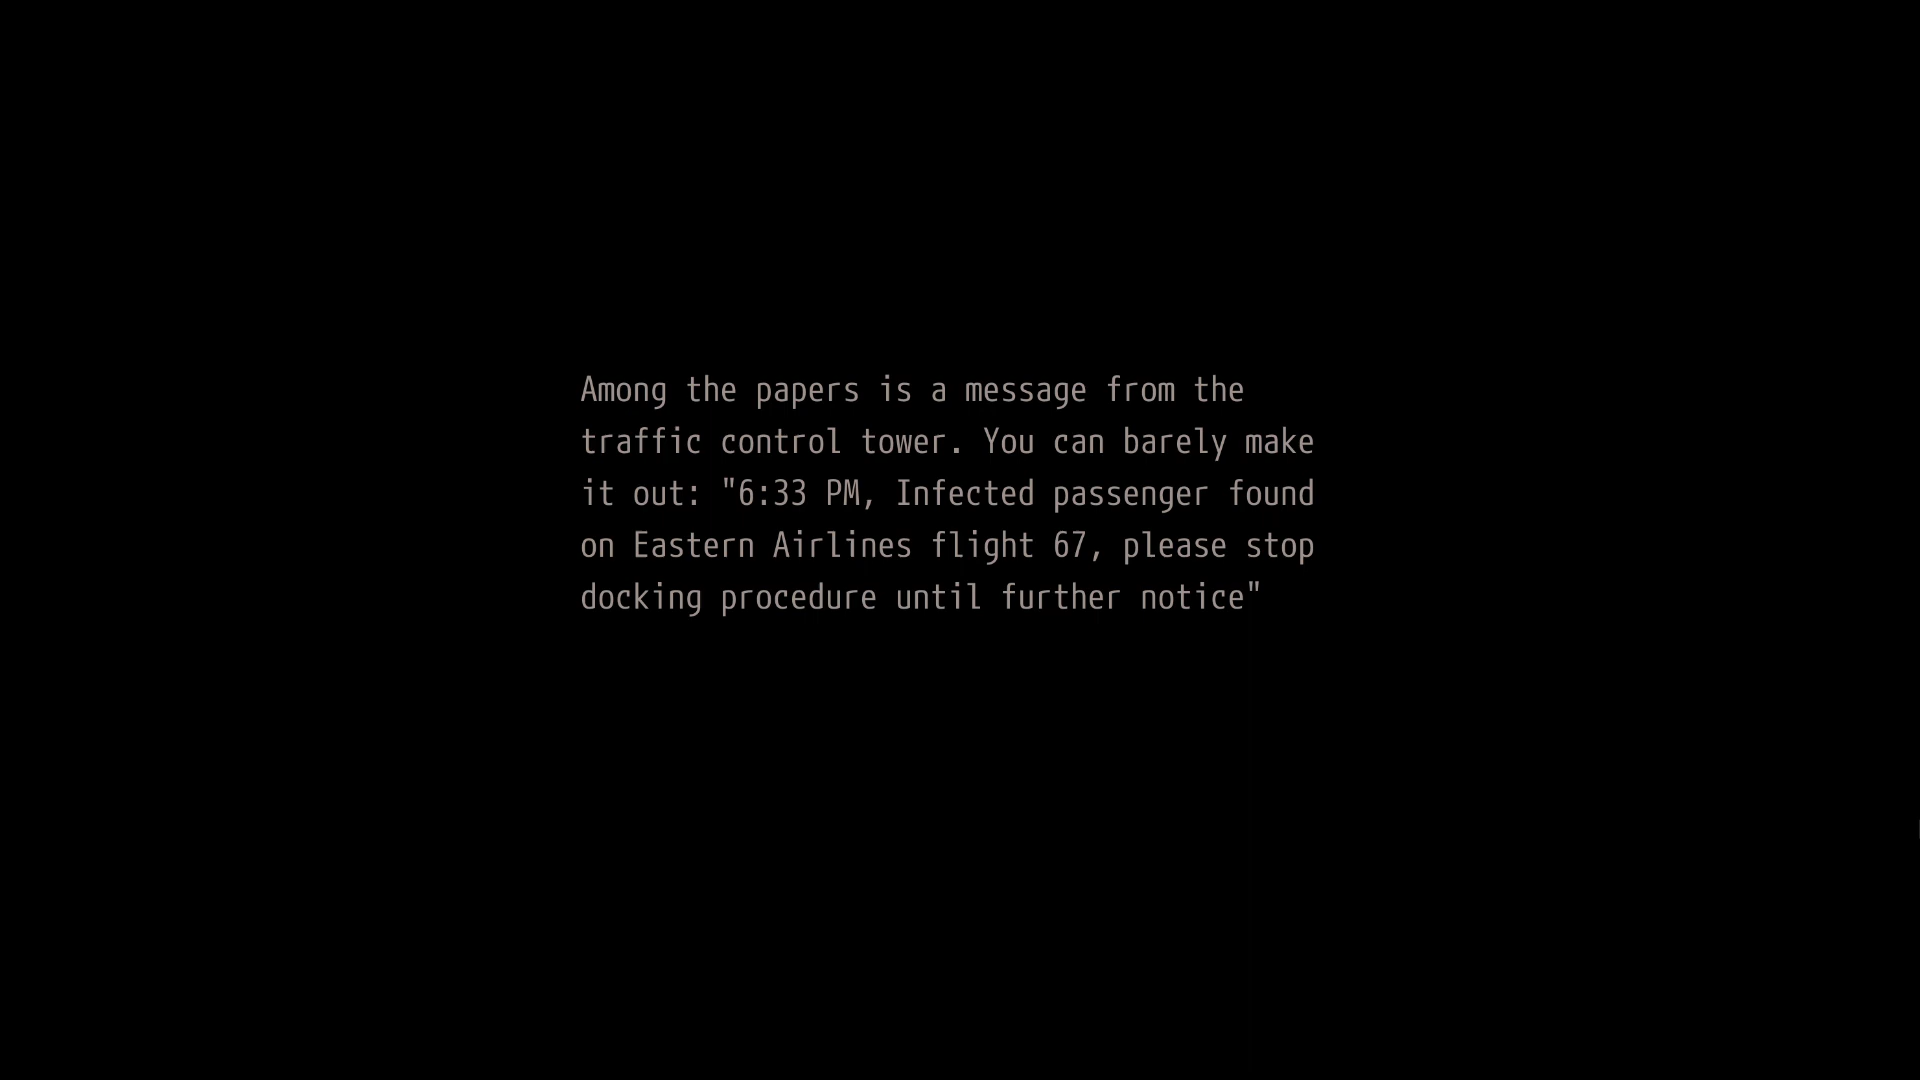 Among the papers is a message from the
traffic control tower. You can barely make
it out: "6:33 PM, Infected passenger found
on Eastern Airlines flight 67, please stop
docking procedure until further notice"